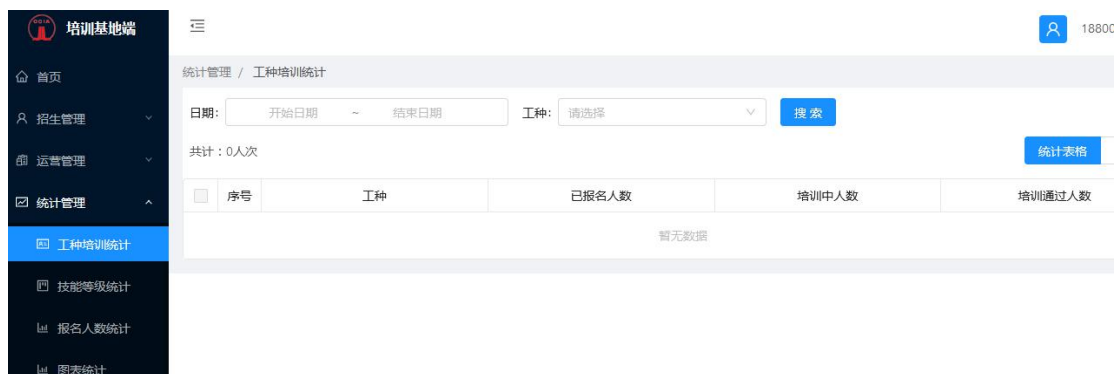 培训基地端
18800
首页
统计管理 / 工种培训统计
招生管理
日期: 开始日期 ~ 结束日期 工种: 请选择 搜 索
运营管理
共计：0人次 统计表格
统计管理
序号 工种 已报名人数 培训中人数 培训通过人数
暂无数据
工种培训统计
技能等级统计
报名人数统计
图表统计